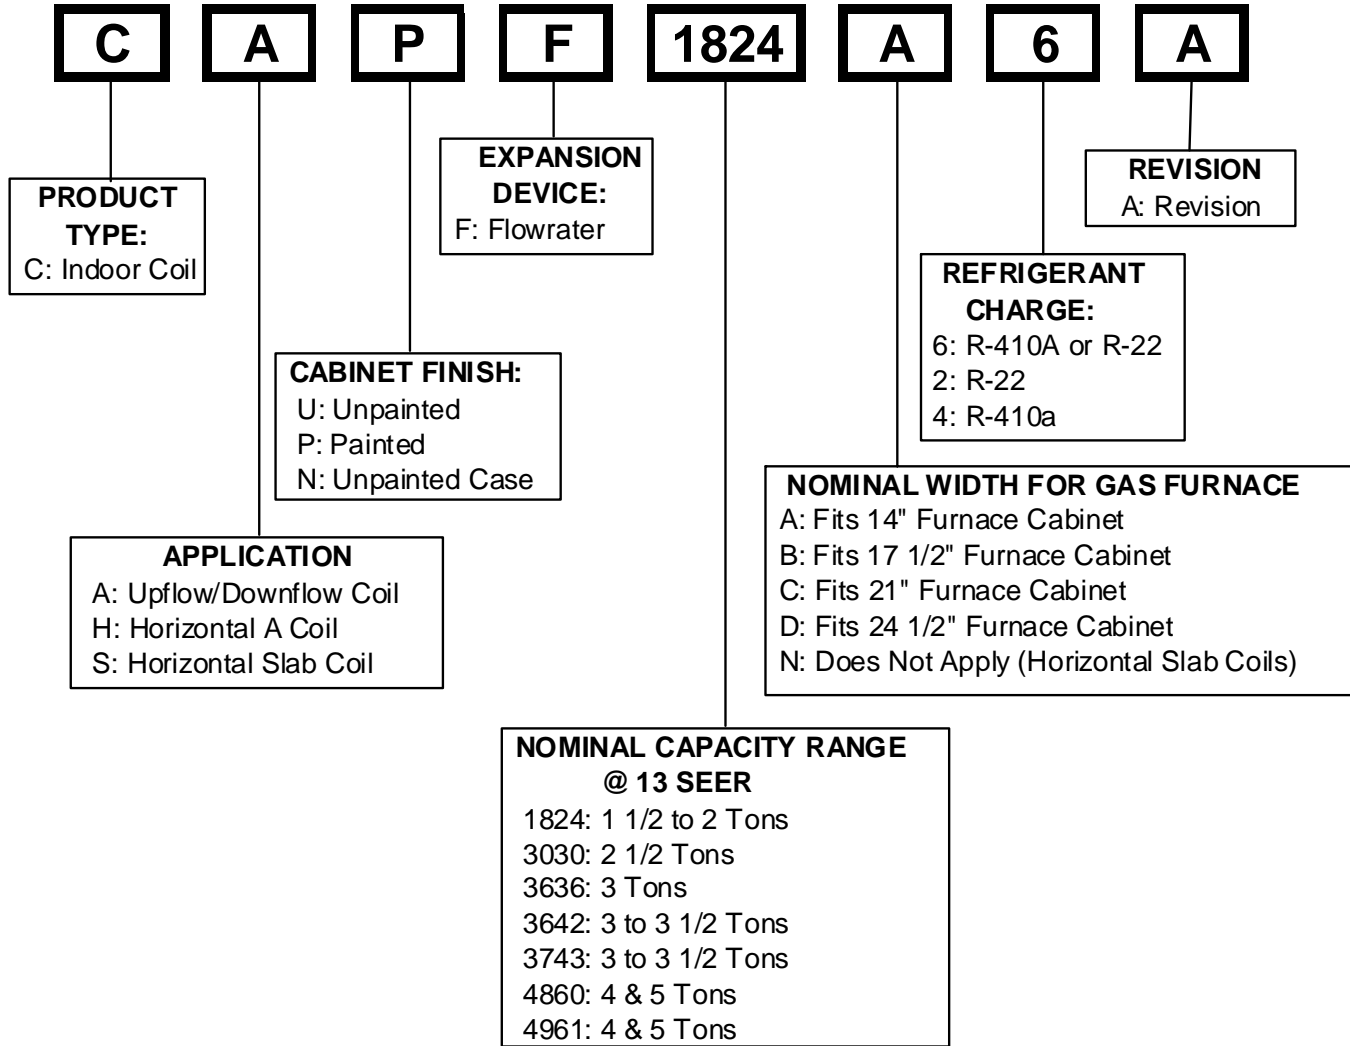 C A P F 1824 A 6 A
PRODUCT
TYPE:
C: Indoor Coil
EXPANSION
DEVICE:
F: Flowrater
REVISION
A: Revision
REFRIGERANT
CHARGE:
6: R-410A or R-22
2: R-22
4: R-410a
CABINET FINISH:
U: Unpainted
P: Painted
N: Unpainted Case
NOMINAL WIDTH FOR GAS FURNACE
A: Fits 14" Furnace Cabinet
B: Fits 17 1/2" Furnace Cabinet
C: Fits 21" Furnace Cabinet
D: Fits 24 1/2" Furnace Cabinet
N: Does Not Apply (Horizontal Slab Coils)
APPLICATION
A: Upflow/Downflow Coil
H: Horizontal A Coil
S: Horizontal Slab Coil
NOMINAL CAPACITY RANGE
@ 13 SEER
1824: 1 1/2 to 2 Tons
3030: 2 1/2 Tons
3636: 3 Tons
3642: 3 to 3 1/2 Tons
3743: 3 to 3 1/2 Tons
4860: 4 & 5 Tons
4961: 4 & 5 Tons